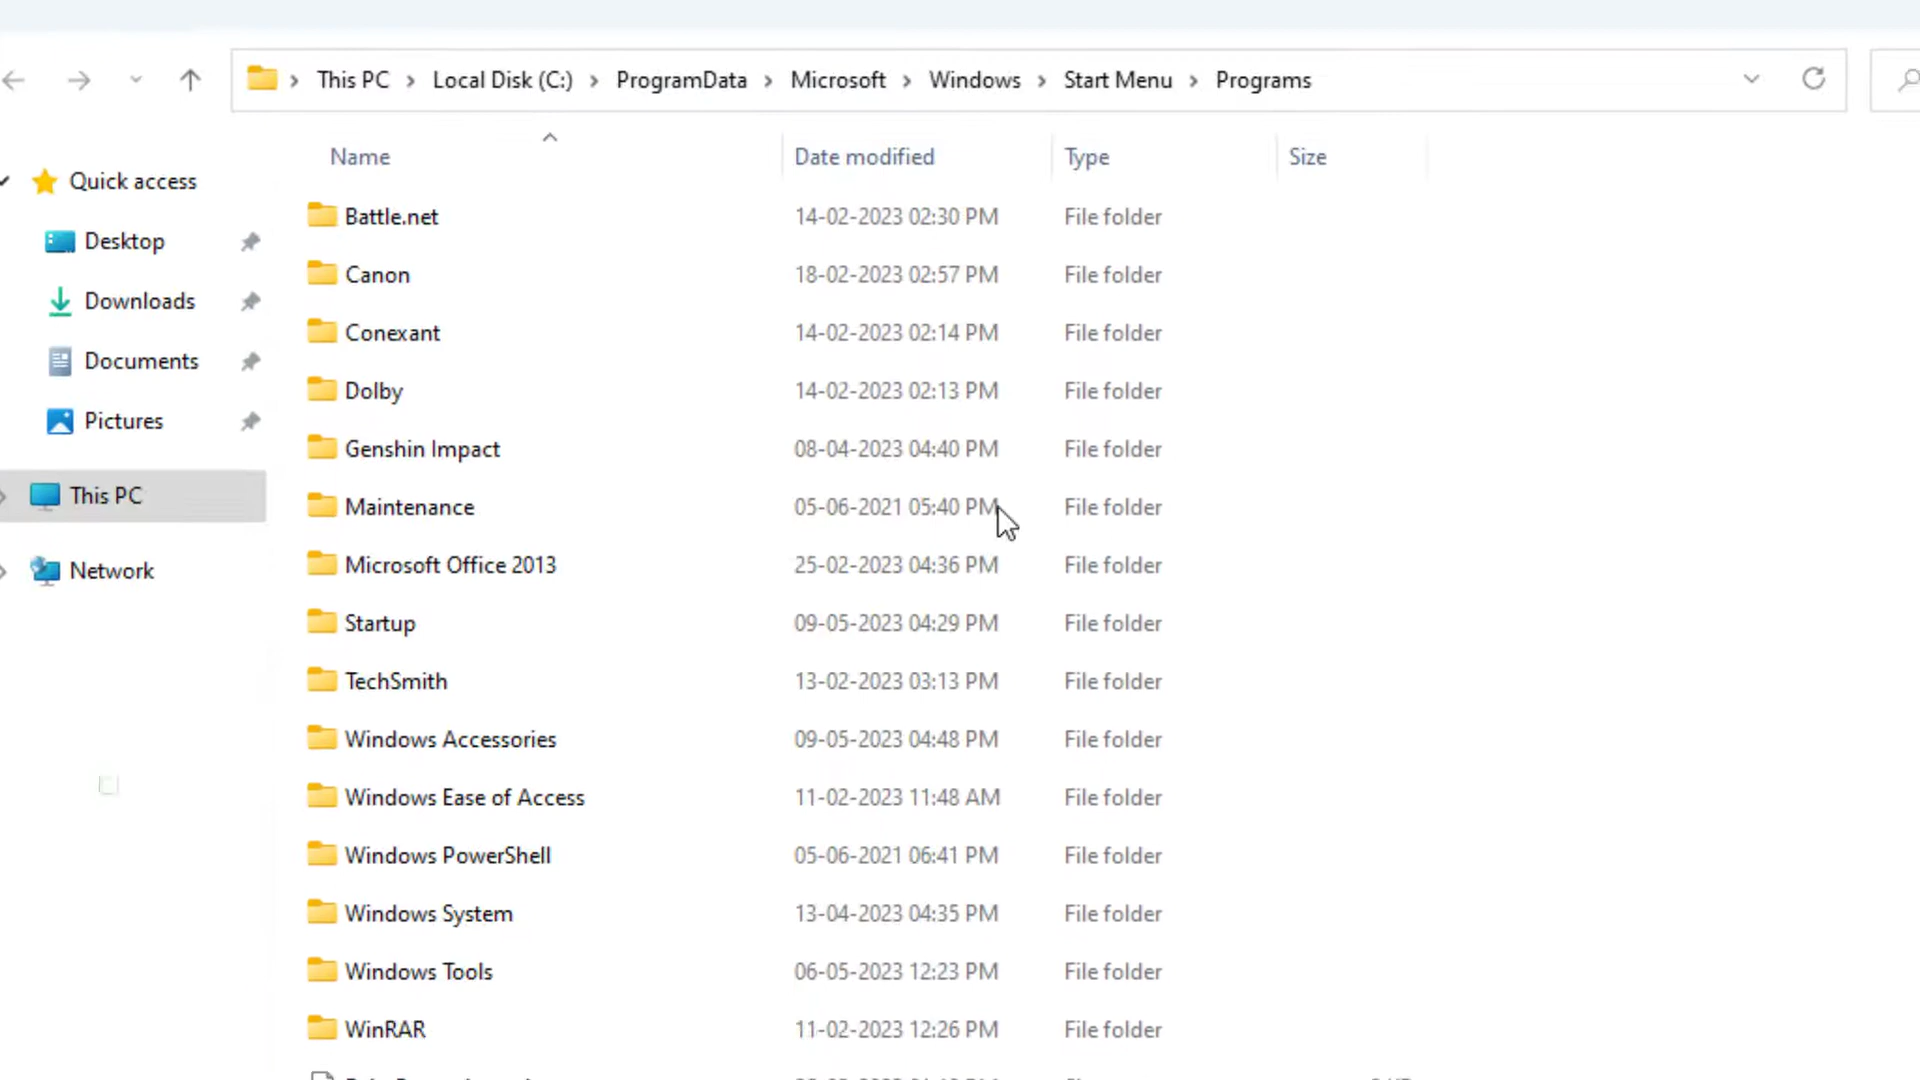 This PC > Local Disk (C:) > ProgramData > Microsoft > Windows > Start Menu > Programs
Name Date modified Type Size
Quick access
Desktop
Downloads
Documents
Pictures
This PC
Network
Battle.net 14-02-2023 02:30 PM File folder
Canon 18-02-2023 02:57 PM File folder
Conexant 14-02-2023 02:14 PM File folder
Dolby 14-02-2023 02:13 PM File folder
Genshin Impact 08-04-2023 04:40 PM File folder
Maintenance 05-06-2021 05:40 PM File folder
Microsoft Office 2013 25-02-2023 04:36 PM File folder
Startup 09-05-2023 04:29 PM File folder
TechSmith 13-02-2023 03:13 PM File folder
Windows Accessories 09-05-2023 04:48 PM File folder
Windows Ease of Access 11-02-2023 11:48 AM File folder
Windows PowerShell 05-06-2021 06:41 PM File folder
Windows System 13-04-2023 04:35 PM File folder
Windows Tools 06-05-2023 12:23 PM File folder
WinRAR 11-02-2023 12:26 PM File folder